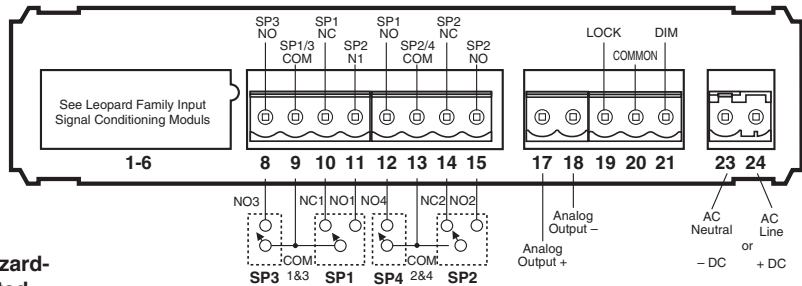 SP3 NO
SP1/3 COM
SP1 NC
SP2 N1
SP1 NO
SP2/4 COM
SP2 NC
SP2 NO
LOCK
COMMON
DIM
See Leopard Family Input
Signal Conditioning Moduls
1-6
8 9 10 11 12 13 14 15
17 18 19 20 21
23 24
NO3
NC1 NO1 NO4
NC2 NO2
COM
1&3
COM
2&4
SP3 SP1 SP4 SP2
Analog
Output –
Analog
Output +
AC
Neutral
or
AC
Line
– DC
+ DC
zard-